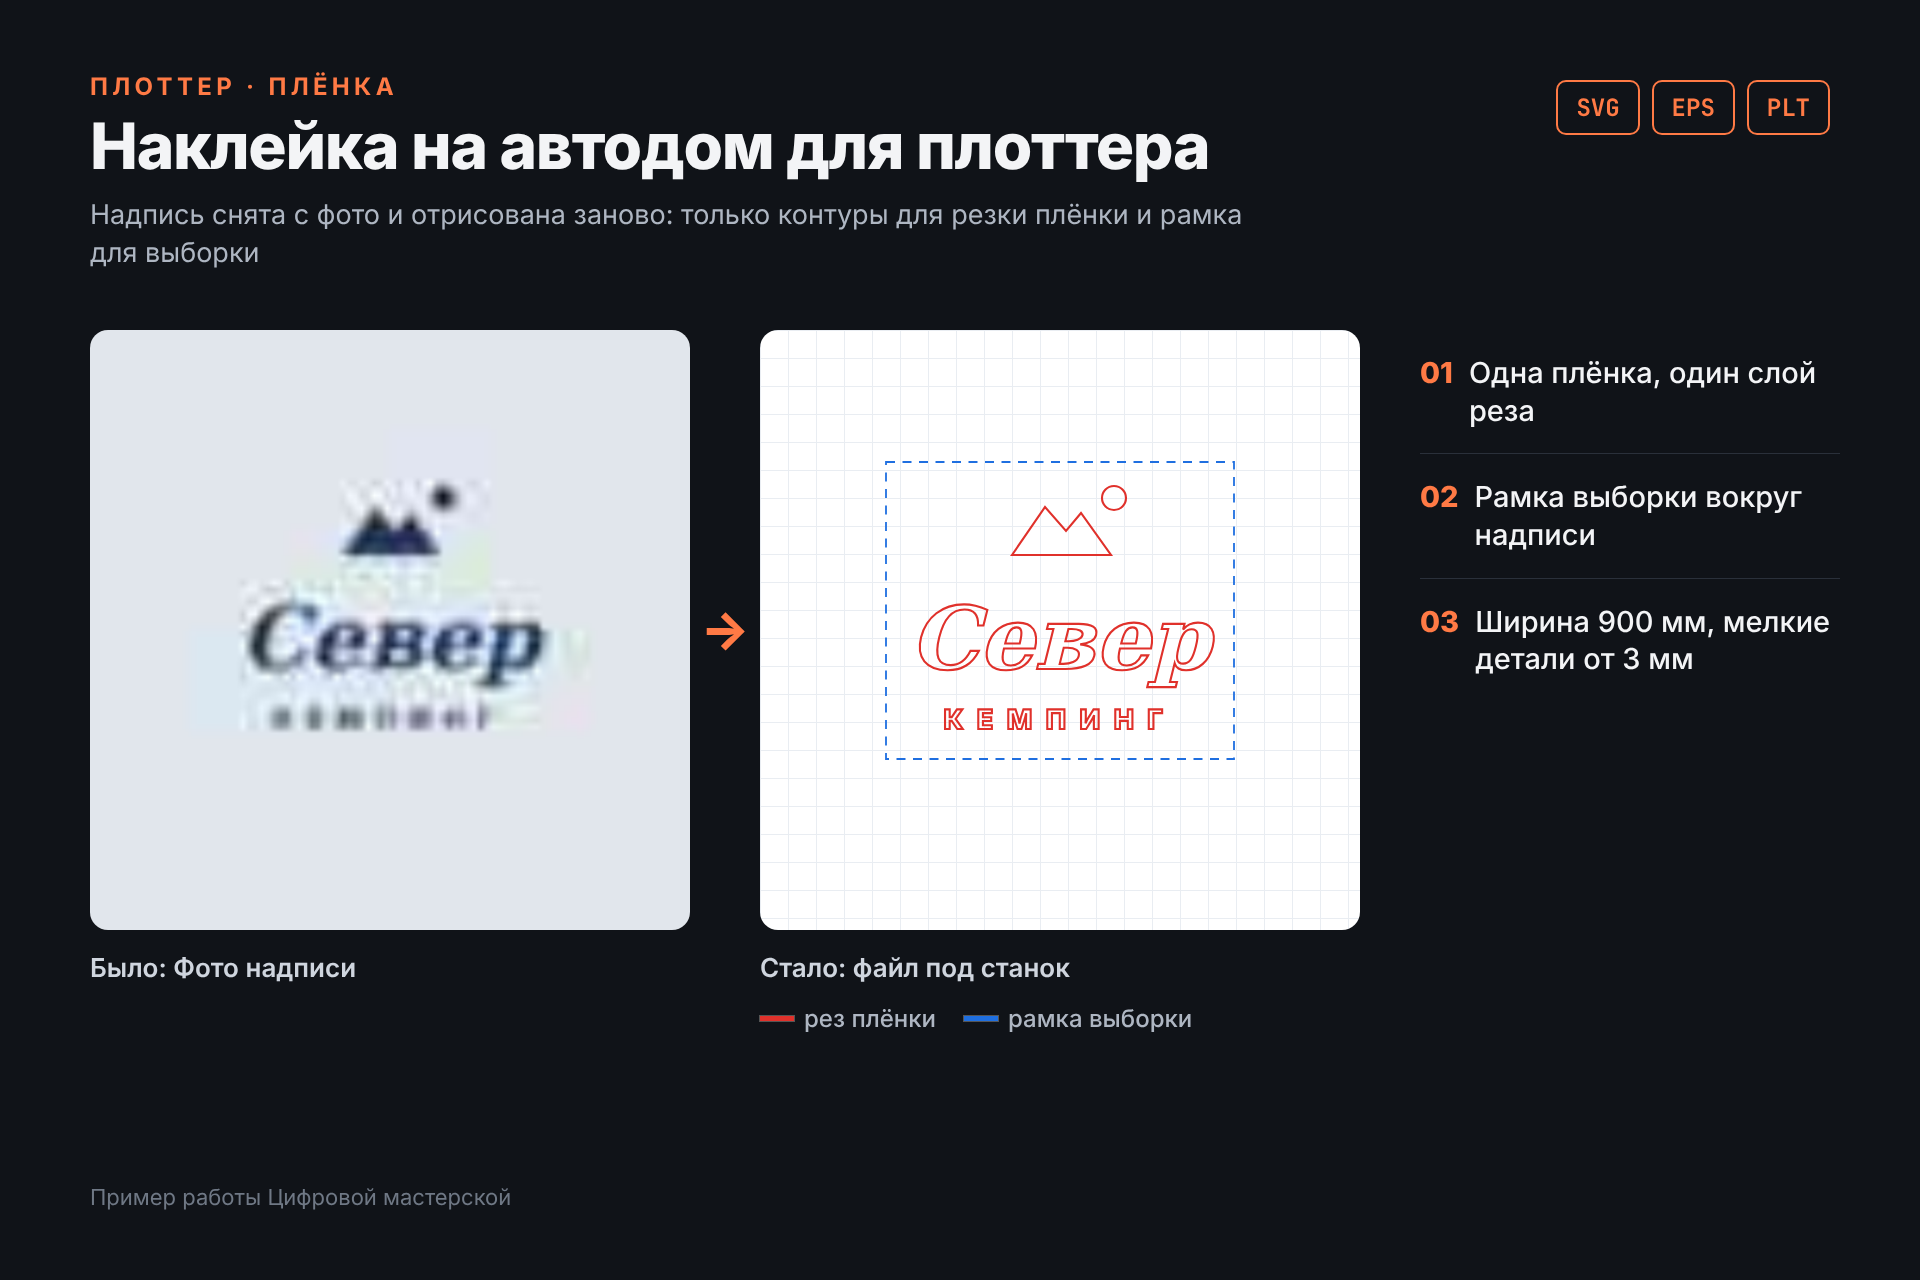 ПЛОТТЕР · ПЛЁНКА
SVG
EPS
PLT
Наклейка на автодом для плоттера
Надпись снята с фото и отрисована заново: только контуры для резки плёнки и рамка
для выборки
Север
кемпинг
Север
КЕМПИНГ
01 Одна плёнка, один слой
реза
02 Рамка выборки вокруг
надписи
03 Ширина 900 мм, мелкие
детали от 3 мм
Было: Фото надписи
Стало: файл под станок
рез плёнки
рамка выборки
Пример работы Цифровой мастерской